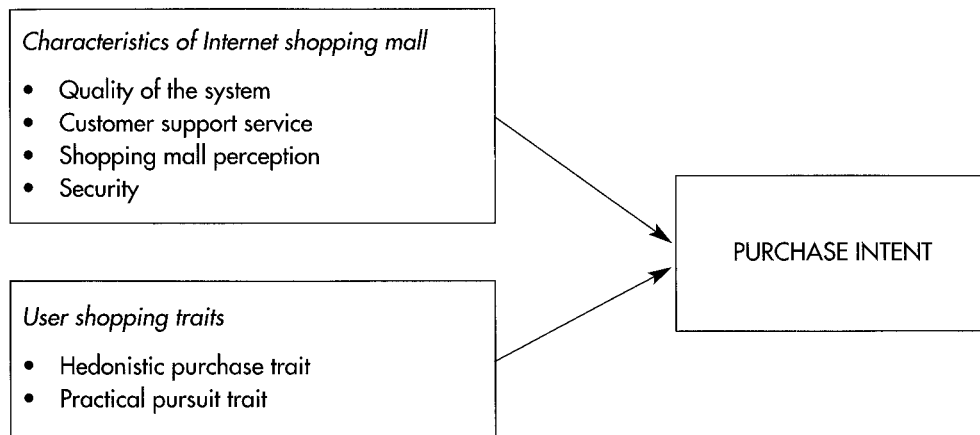 Characteristics of Internet shopping mall
• Quality of the system
• Customer support service
• Shopping mall perception
• Security
User shopping traits
• Hedonistic purchase trait
• Practical pursuit trait
PURCHASE INTENT